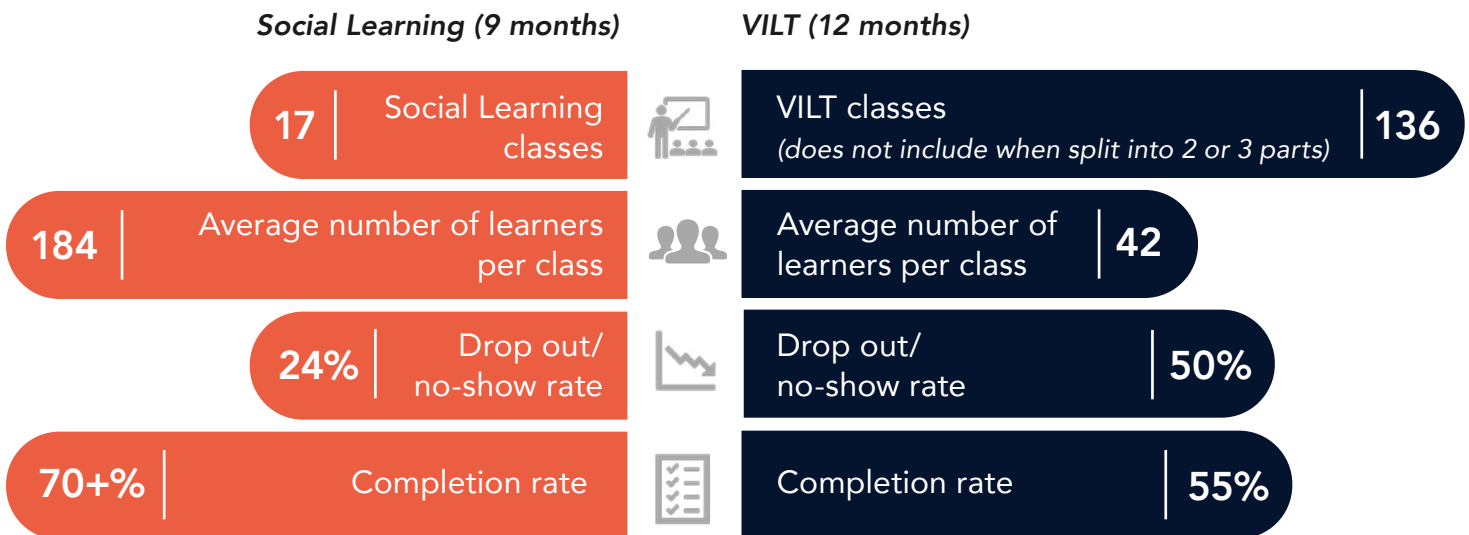 Social Learning (9 months)
VILT (12 months)
17
Social Learning
classes
VILT classes
(does not include when split into 2 or 3 parts)
136
184
Average number of learners
per class
Average number of
learners per class
42
24%
Drop out/
no-show rate
Drop out/
no-show rate
50%
70+%
Completion rate
Completion rate
55%